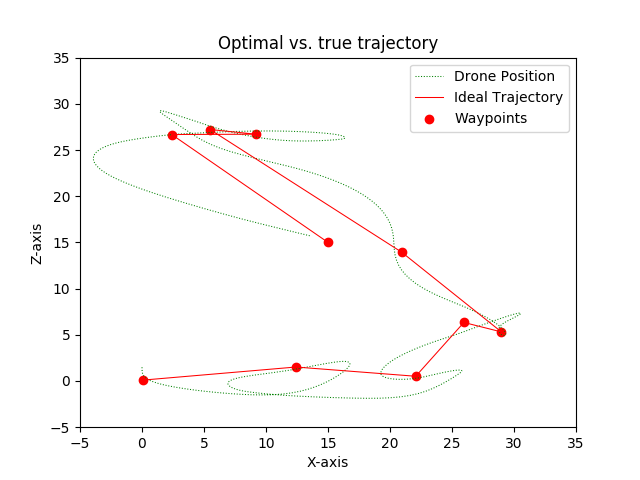 Optimal vs. true trajectory
Drone Position
Ideal Trajectory
Waypoints
35
30
25
20
15
10
5
0
−5
Z-axis
−5 0 5 10 15 20 25 30 35
X-axis